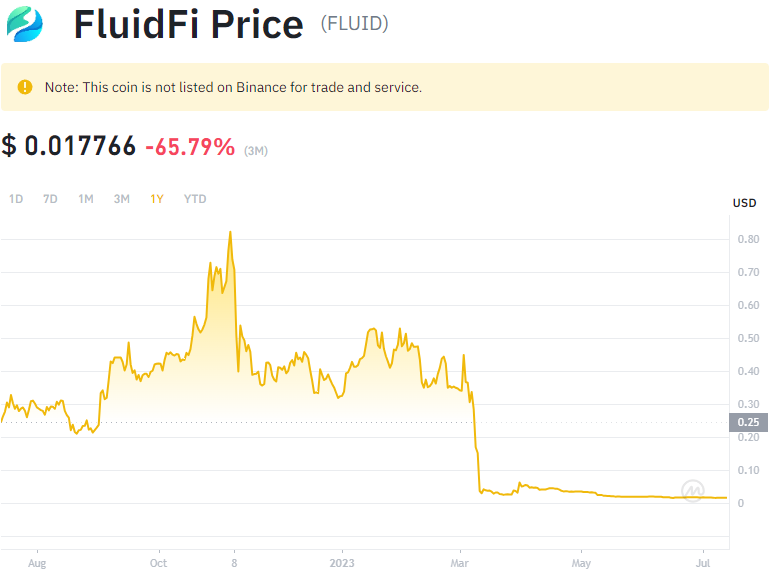 FluidFi Price (FLUID)
Note: This coin is not listed on Binance for trade and service.
$ 0.017766 -65.79% (3M)
1D 7D 1M 3M 1Y YTD
USD
0.80
0.70
0.60
0.50
0.40
0.30
0.25
0.20
0.10
0
Aug Oct 8 2023 Mar May Jul